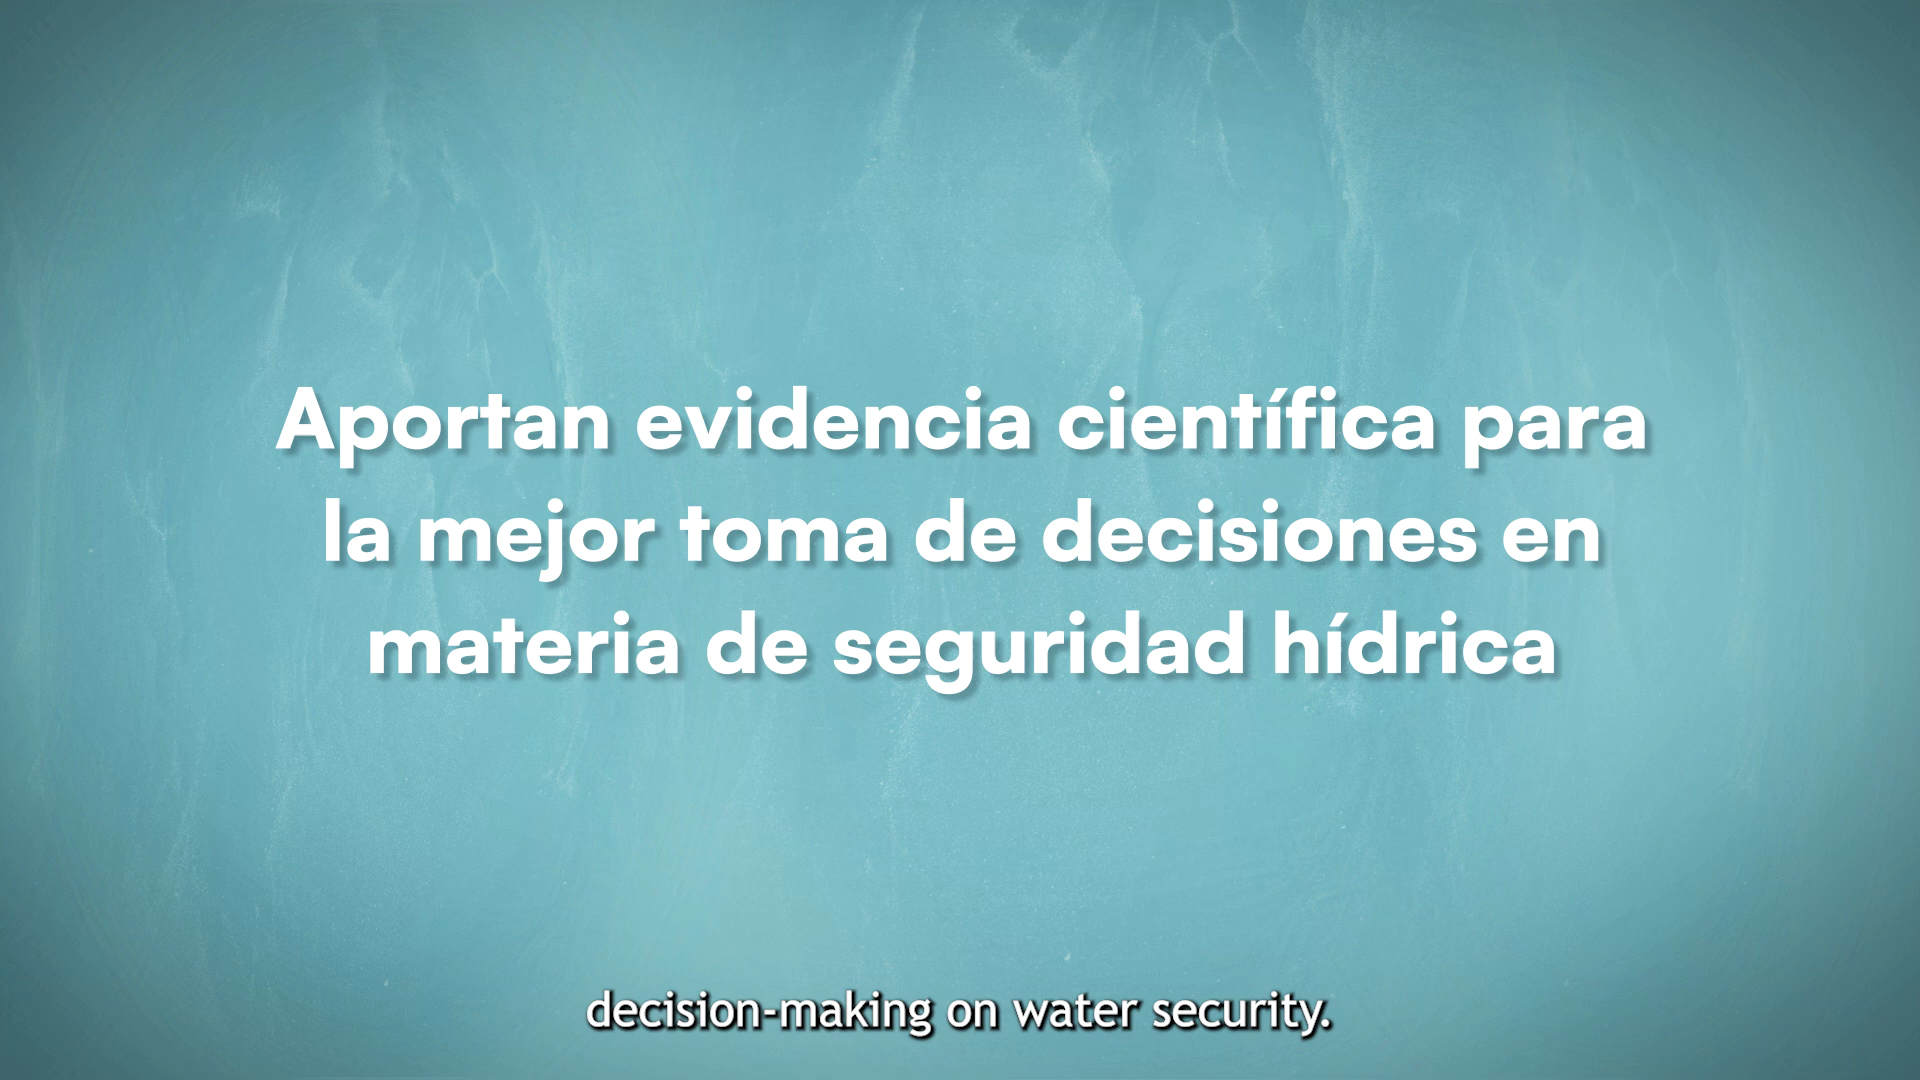 Aportan evidencia científica para
la mejor toma de decisiones en
materia de seguridad hídrica
decision-making on water security.